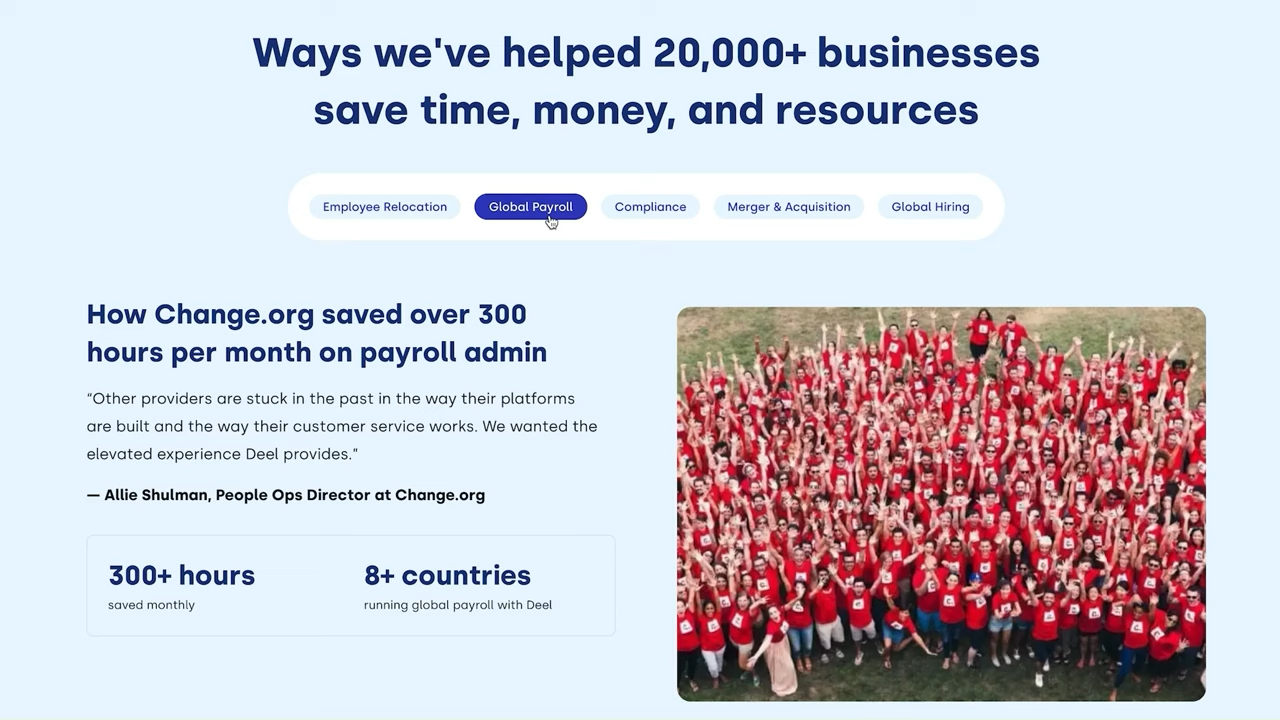 Ways we've helped 20,000+ businesses
save time, money, and resources
Employee Relocation
Global Payroll
Compliance
Merger & Acquisition
Global Hiring
How Change.org saved over 300
hours per month on payroll admin
“Other providers are stuck in the past in the way their platforms
are built and the way their customer service works. We wanted the
elevated experience Deel provides.”
— Allie Shulman, People Ops Director at Change.org
300+ hours
saved monthly
8+ countries
running global payroll with Deel